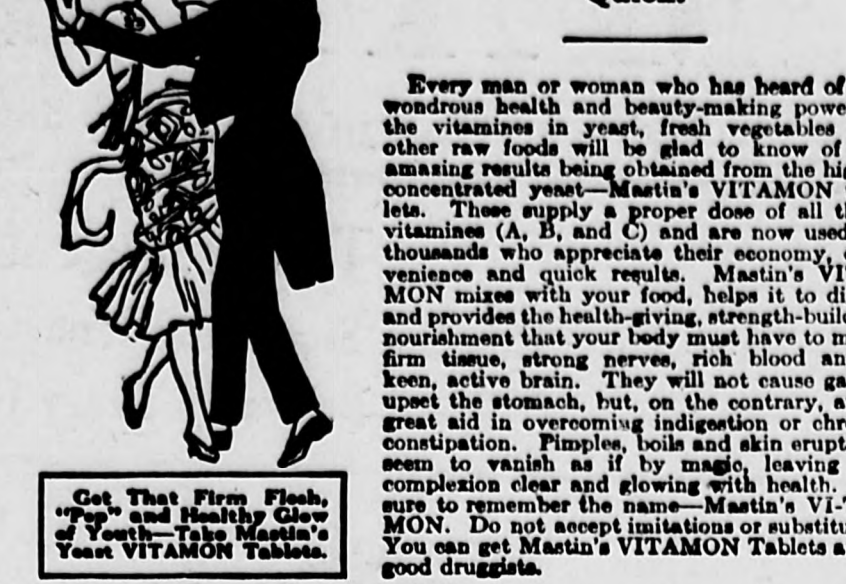 Quick.
Every man or woman who has heard of
wondrous health and beauty-making powe
the vitamines in yeast, fresh vegetables
other raw foods will be glad to know of
amazing results being obtained from the hig
concentrated yeast—Mastin's VITAMON
lets. These supply a proper dose of all th
vitamines (A, B, and C) and are now used
thousands who appreciate their economy,
venience and quick results. Mastin's VI
MON mixes with your food, helps it to di
and provides the health-giving, strength-build
nourishment that your body must have to m
firm tissue, strong nerves, rich blood an
keen, active brain. They will not cause ga
upset the stomach, but, on the contrary, a
great aid in overcoming indigestion or chr
constipation. Pimples, boils and skin erupt
seem to vanish as if by magic, leaving
complexion clear and glowing with health.
sure to remember the name—Mastin's VI-
MON. Do not accept imitations or substitu
You can get Mastin's VITAMON Tablets a
good druggists.
Get That Firm Flesh,
"Pep" and Healthy Glow
of Youth—Take Mastin's
Yeast VITAMON Tablets.